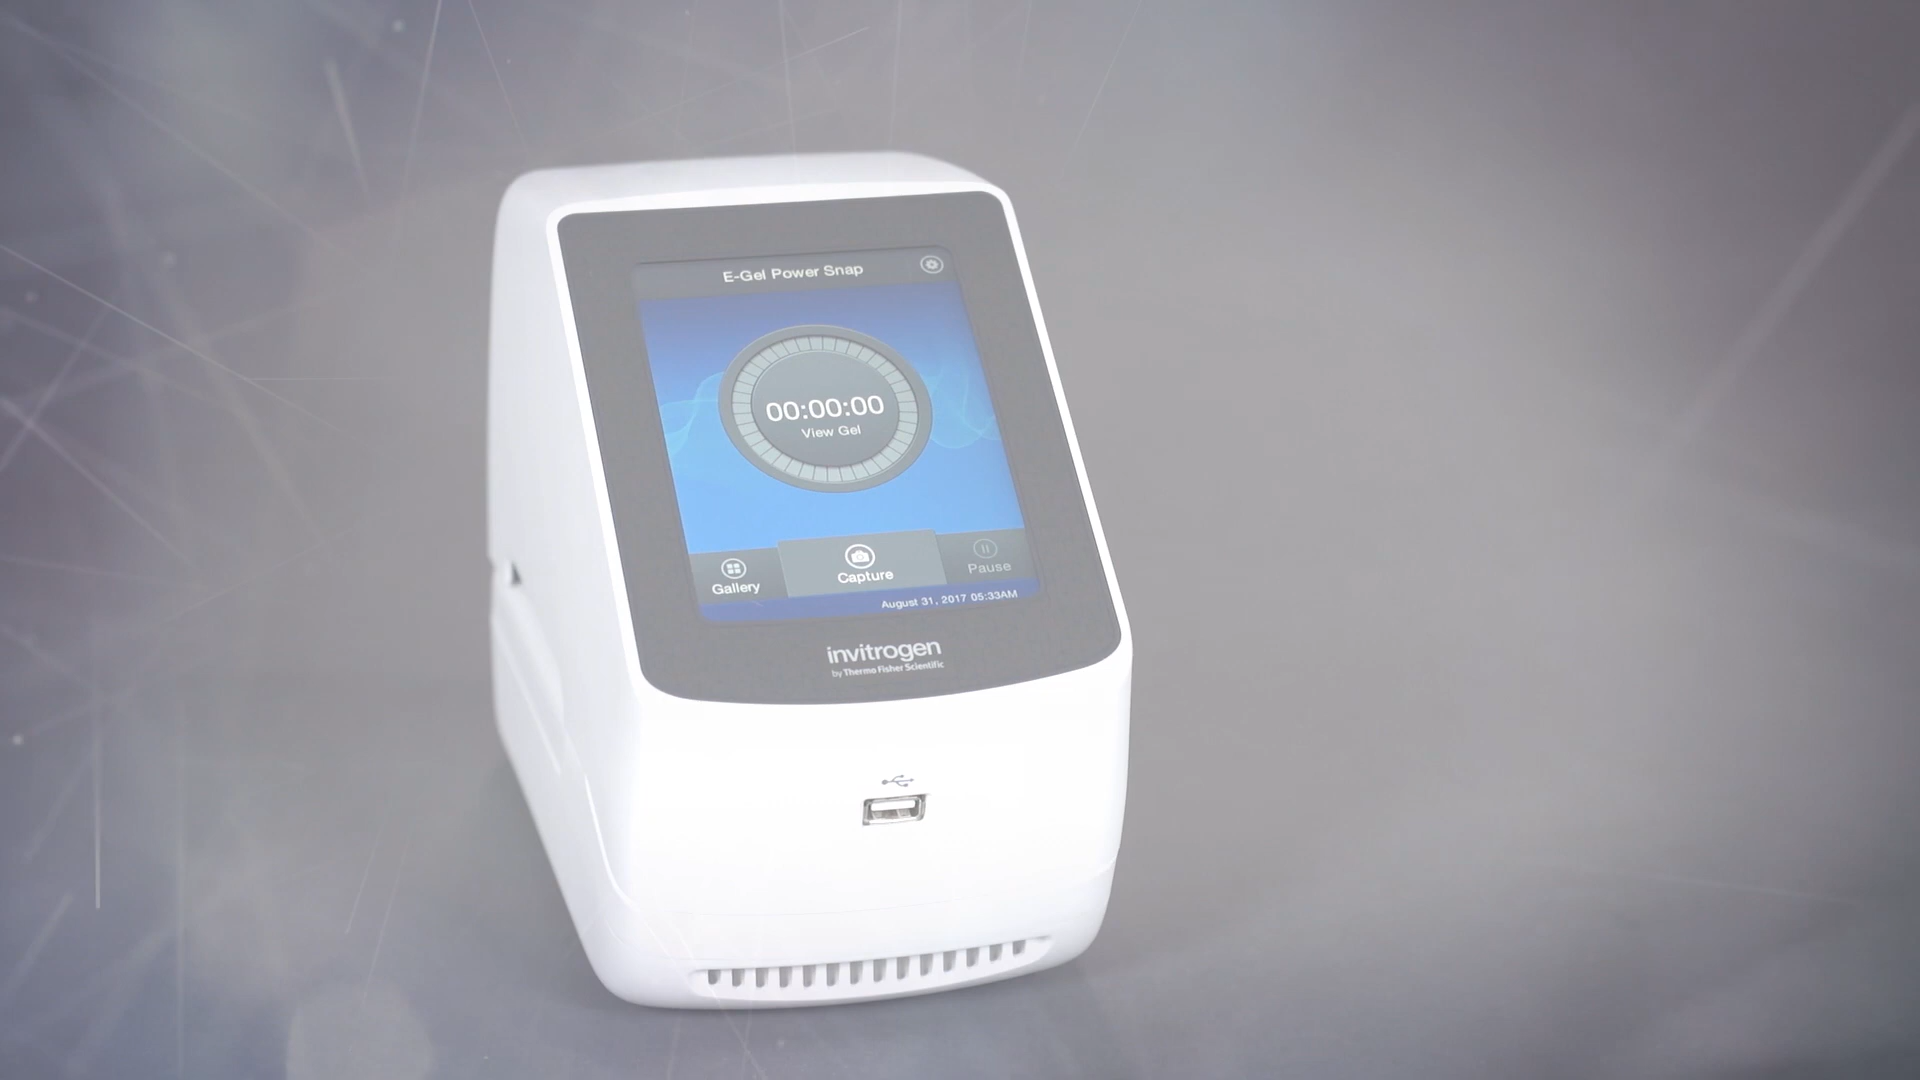 E-Gel Power Snap
00:00:00
View Gel
Gallery
Capture
Pause
August 31, 2017 05:33AM
invitrogen
by Thermo Fisher Scientific